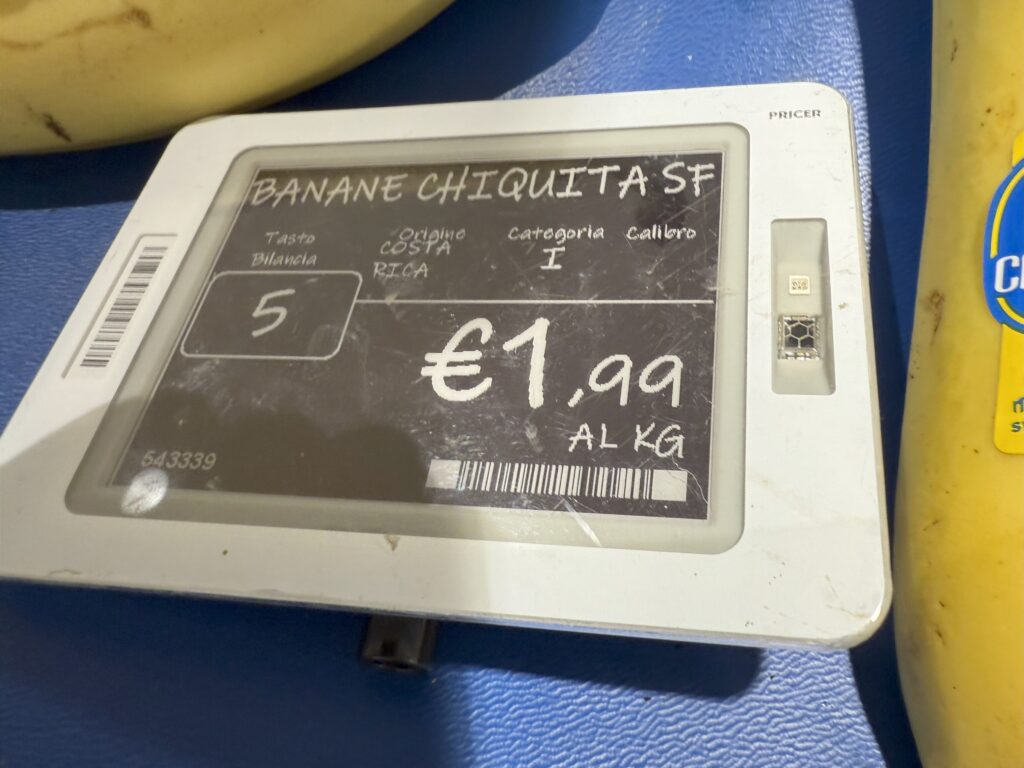 PRICER
BANANE CHIQUITA SF
Tasto Bilancia
5
Origine
COSTA RICA
Categoria
I
Calibro
€1,99
AL KG
543339